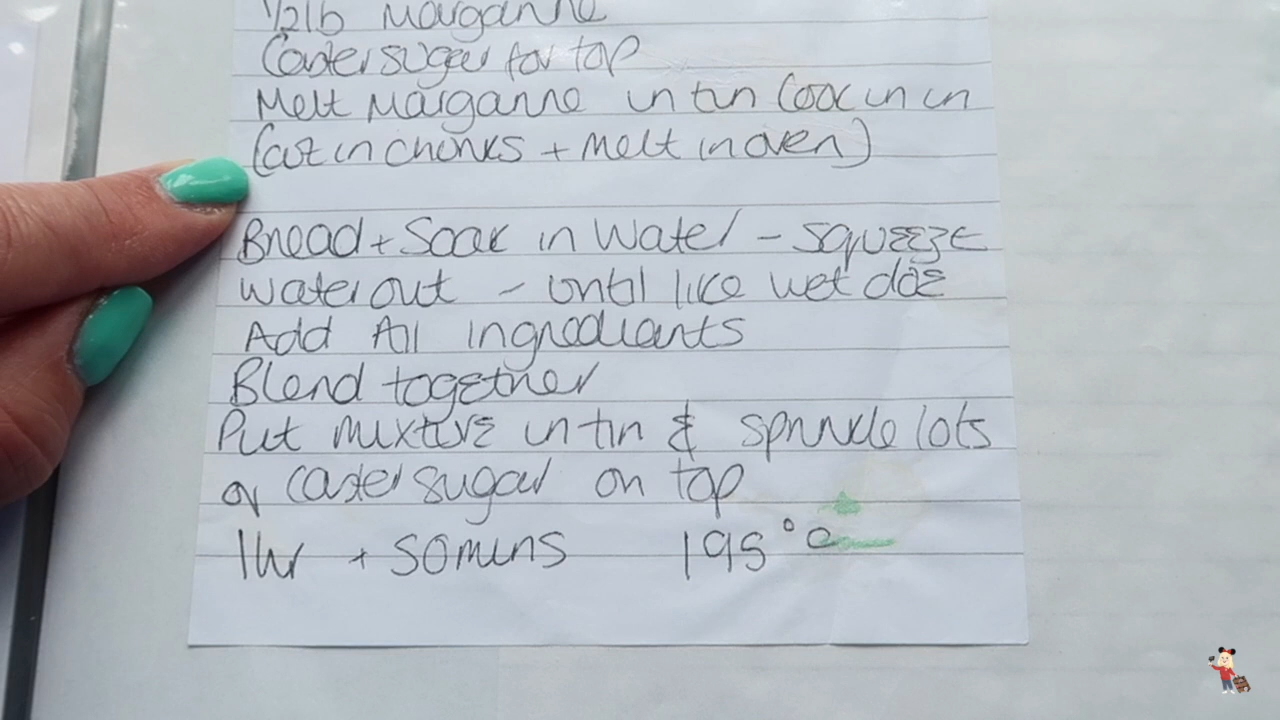 1/2lb Margarine
Caster sugar for top
Melt Margarine in tin Cook in in
(cut in chunks + Melt in oven)
Bread + Soak in Water - squeeze
Water out - until like wet doe
Add All ingredients
Blend together
Put mixture in tin & sprinkle lots
of caster sugar on top
1hr + 50mins 195°c